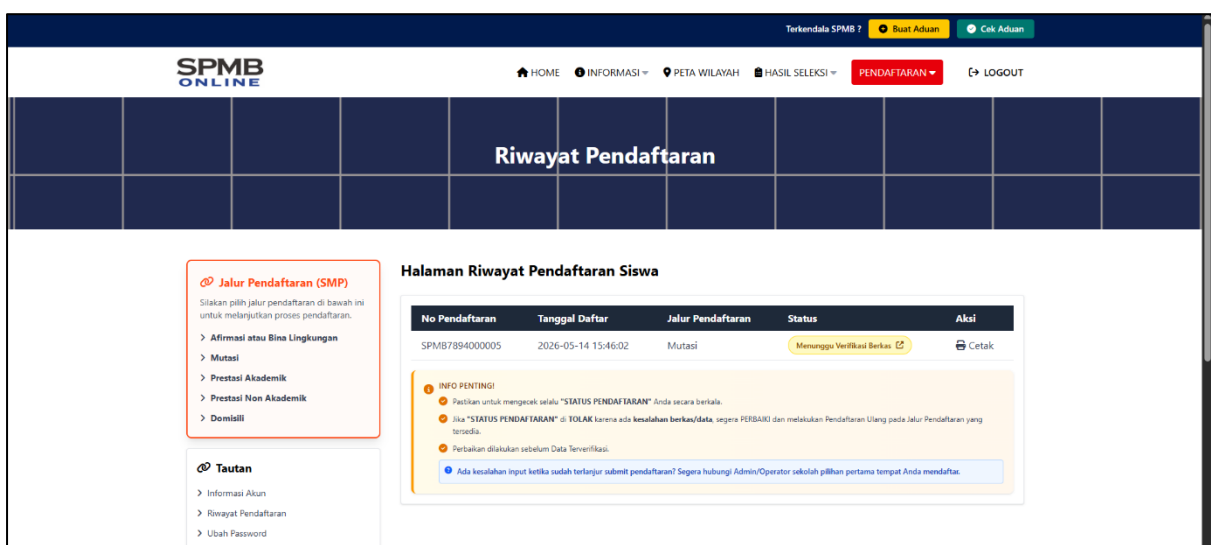 Terkendala SPMB ? Buat Aduan Cek Aduan
SPMB
ONLINE
HOME INFORMASI PETA WILAYAH HASIL SELEKSI PENDAFTARAN LOGOUT
Riwayat Pendaftaran
Jalur Pendaftaran (SMP)
Silakan pilih jalur pendaftaran di bawah ini
untuk melanjutkan proses pendaftaran.
Afirmasi atau Bina Lingkungan
Mutasi
Prestasi Akademik
Prestasi Non Akademik
Domisili
Tautan
Informasi Akun
Riwayat Pendaftaran
Ubah Password
Halaman Riwayat Pendaftaran Siswa
No Pendaftaran Tanggal Daftar Jalur Pendaftaran Status Aksi
SPMB7894000005 2026-05-14 15:46:02 Mutasi Menunggu Verifikasi Berkas Cetak
INFO PENTING!
Pastikan untuk mengecek selalu "STATUS PENDAFTARAN" Anda secara berkala.
Jika "STATUS PENDAFTARAN" di TOLAK karena ada kesalahan berkas/data, segera PERBAIKI dan melakukan Pendaftaran Ulang pada Jalur Pendaftaran yang
tersedia.
Perbaikan dilakukan sebelum Data Terverifikasi.
Ada kesalahan input ketika sudah terlanjur submit pendaftaran? Segera hubungi Admin/Operator sekolah pilihan pertama tempat Anda mendaftar.